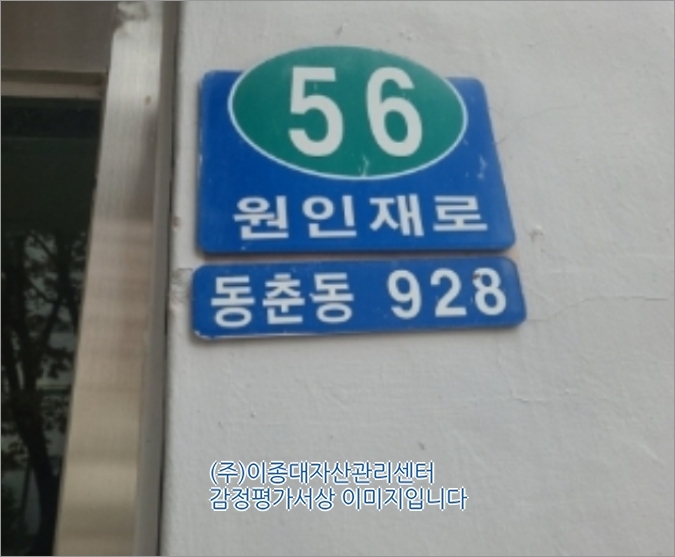 56
원인재로
동춘동 928
(주)이종대자산관리센터
감정평가서상 이미지입니다